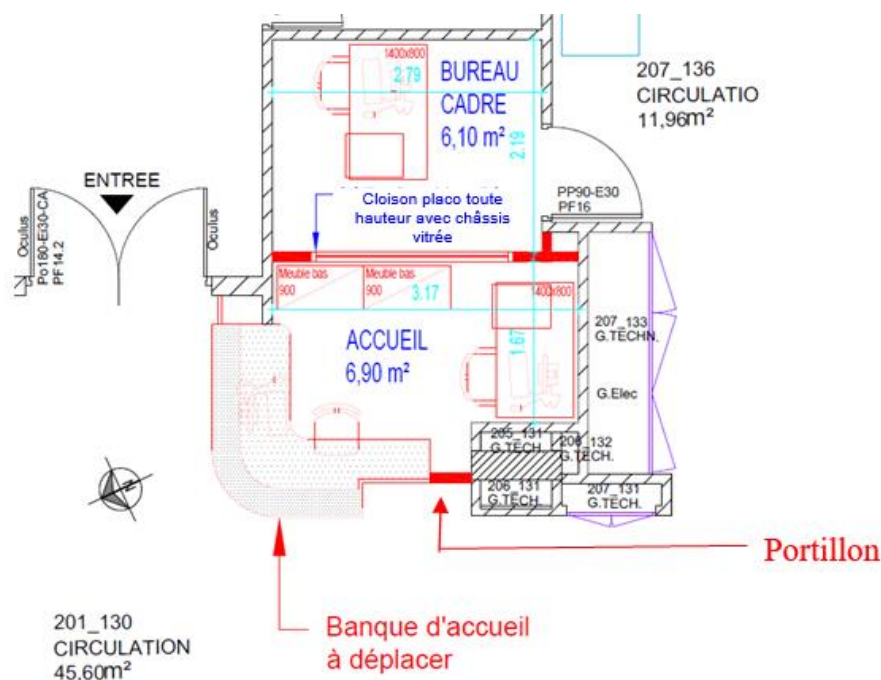 1400x800
2.79
BUREAU
CADRE
6,10 m²
2.19
207_136
CIRCULATIO
11,96m²
ENTREE
Oculus
Po180-Ei30-CA
PF14.2
Oculus
PP90-E30
PF16
Cloison placo toute
hauteur avec châssis
vitrée
Meuble bas
900
Meuble bas
900
3.17
1400x800
1.67
ACCUEIL
6,90 m²
207_133
G.TECHN.
G.Elec
205_131
G.TECH.
206_132
G.TECH.
206_131
G.TECH.
207_131
G.TECH.
Portillon
Banque d'accueil
à déplacer
201_130
CIRCULATION
45,60m²